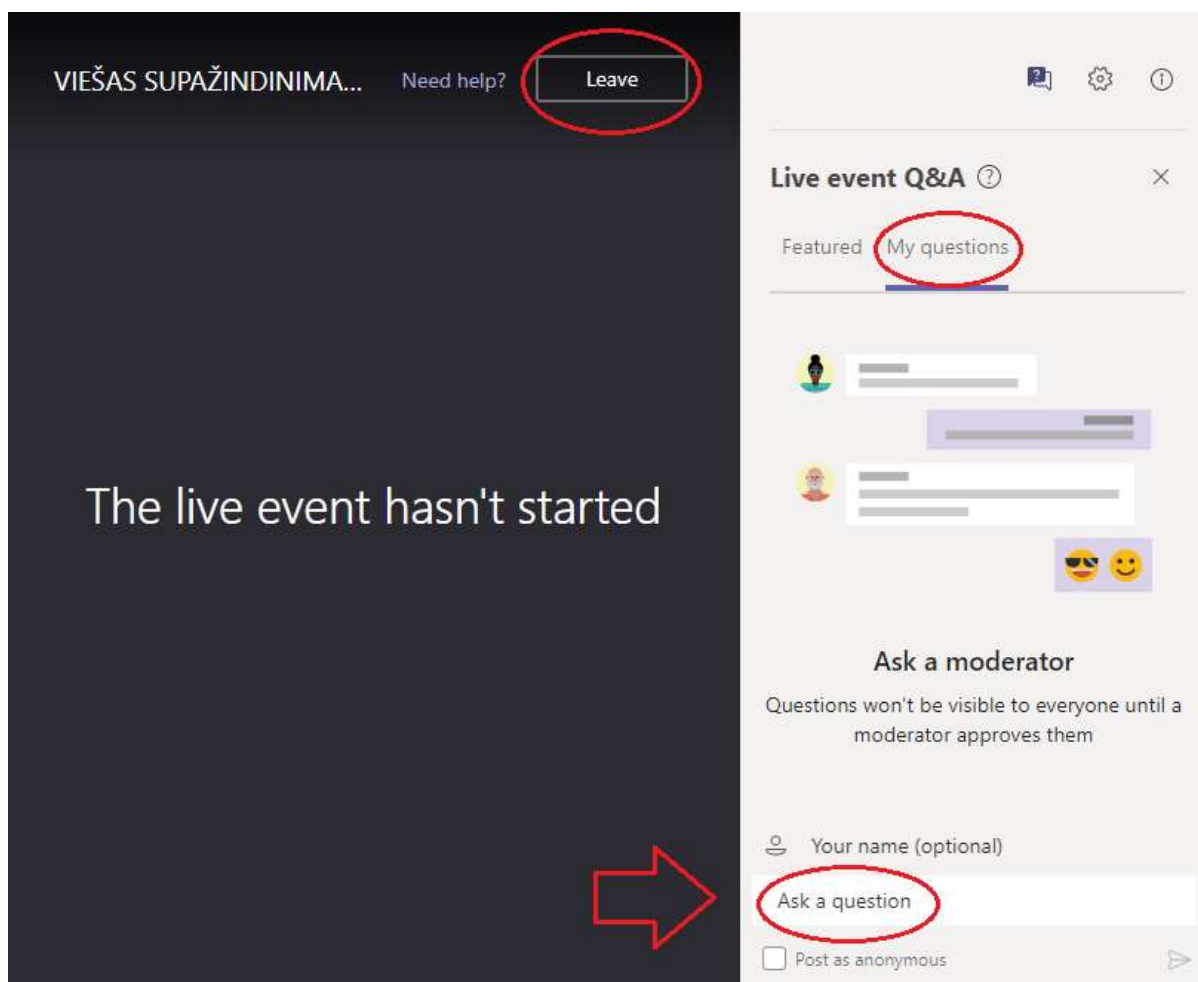 VIEŠAS SUPAŽINDINIMA... Need help? Leave
The live event hasn't started
Live event Q&A
Featured My questions
Ask a moderator
Questions won't be visible to everyone until a
moderator approves them
Your name (optional)
Ask a question
Post as anonymous